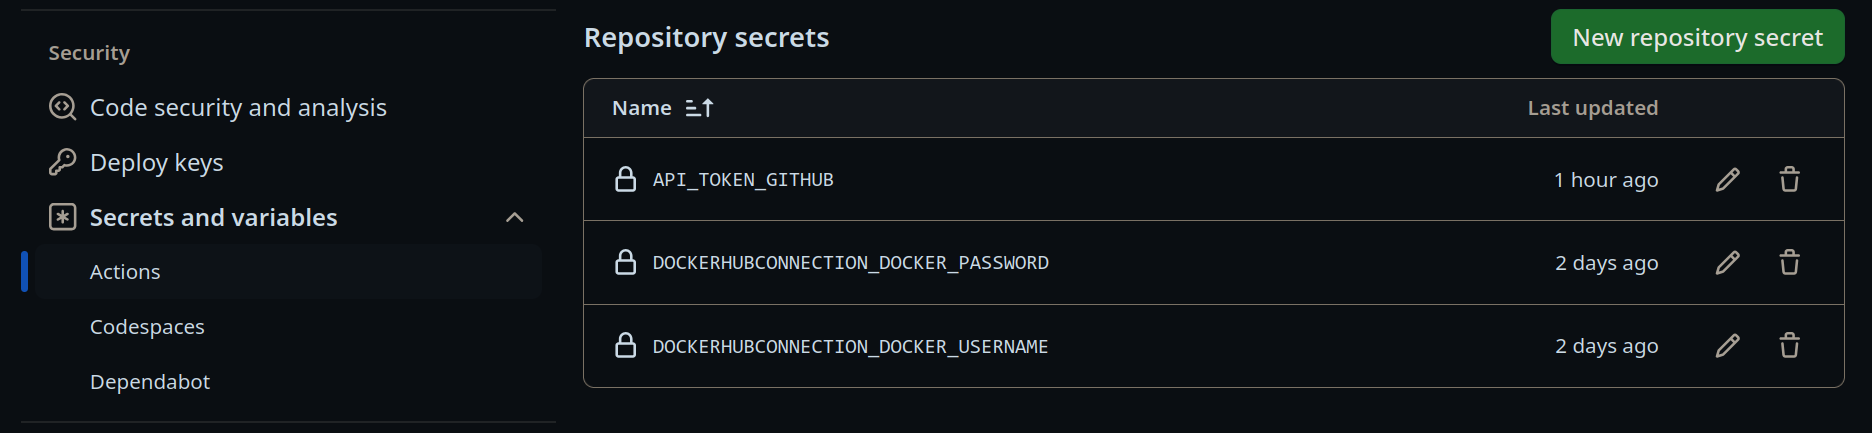 Security
Code security and analysis
Deploy keys
Secrets and variables
Actions
Codespaces
Dependabot
Repository secrets
New repository secret
Name Last updated
API_TOKEN_GITHUB 1 hour ago
DOCKERHUBCONNECTION_DOCKER_PASSWORD 2 days ago
DOCKERHUBCONNECTION_DOCKER_USERNAME 2 days ago